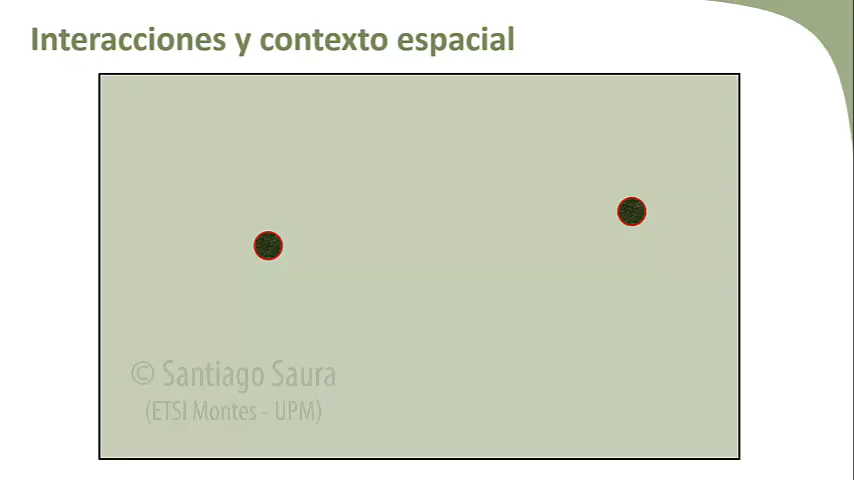 Interacciones y contexto espacial
© Santiago Saura
(ETSI Montes - UPM)